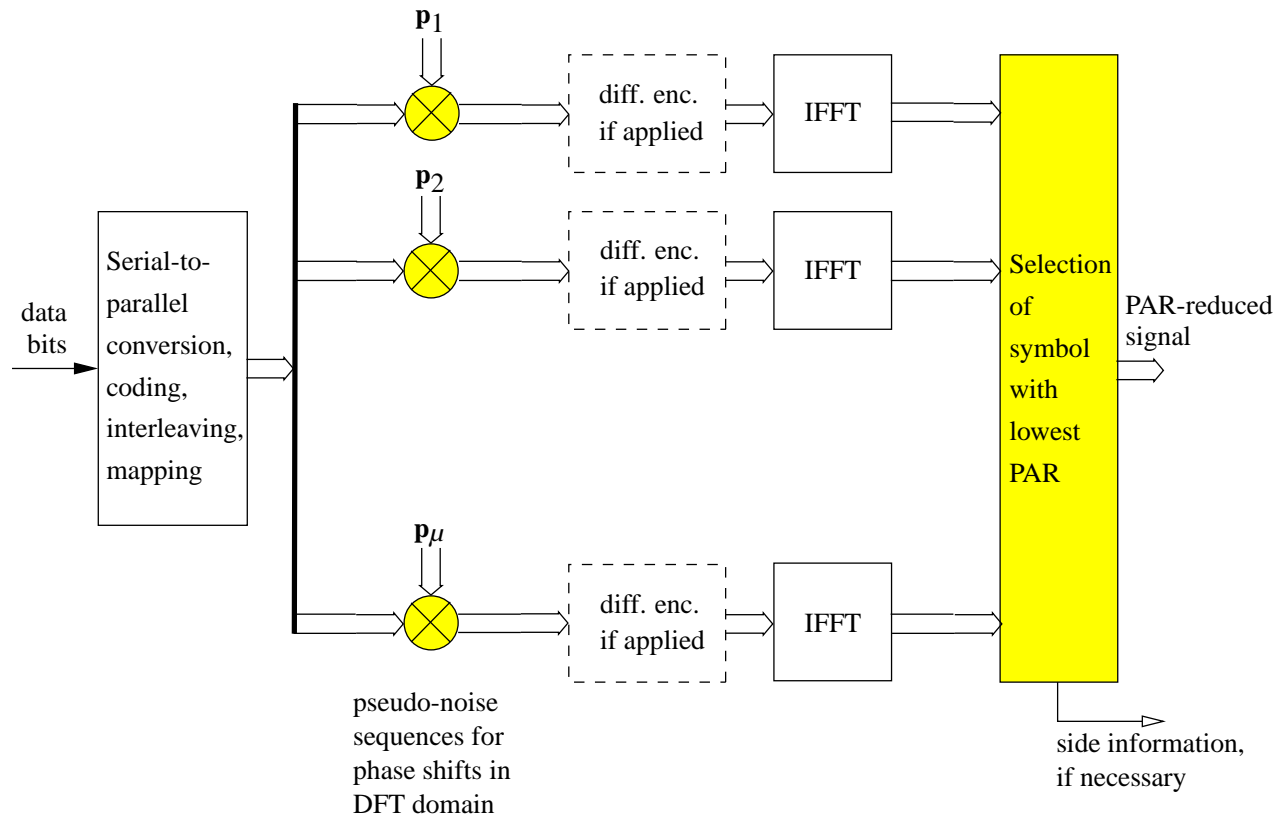 p1
diff. enc.
if applied
IFFT
p2
diff. enc.
if applied
IFFT
data
bits
Serial-to-
parallel
conversion,
coding,
interleaving,
mapping
Selection
of
symbol
with
lowest
PAR
PAR-reduced
signal
pμ
diff. enc.
if applied
IFFT
pseudo-noise
sequences for
phase shifts in
DFT domain
side information,
if necessary